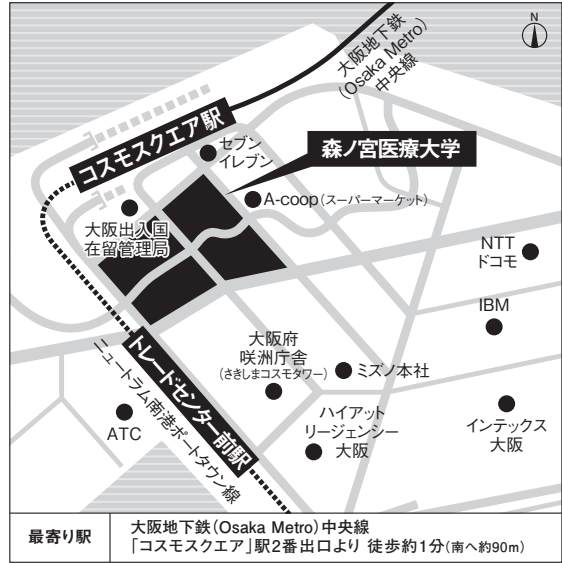 N
大阪地下鉄
(Osaka Metro)
中央線
コスモスクエア駅
セブン
イレブン
森ノ宮医療大学
A-coop(スーパーマーケット)
大阪出入国
在留管理局
NTT
ドコモ
IBM
大阪府
咲洲庁舎
(さきしまコスモタワー)
ミズノ本社
トレードセンター前駅
ニュートラム南港ポートタウン線
ATC
ハイアット
リージェンシー
大阪
インテックス
大阪
最寄り駅
大阪地下鉄(Osaka Metro)中央線
「コスモスクエア」駅2番出口より 徒歩約1分(南へ約90m)